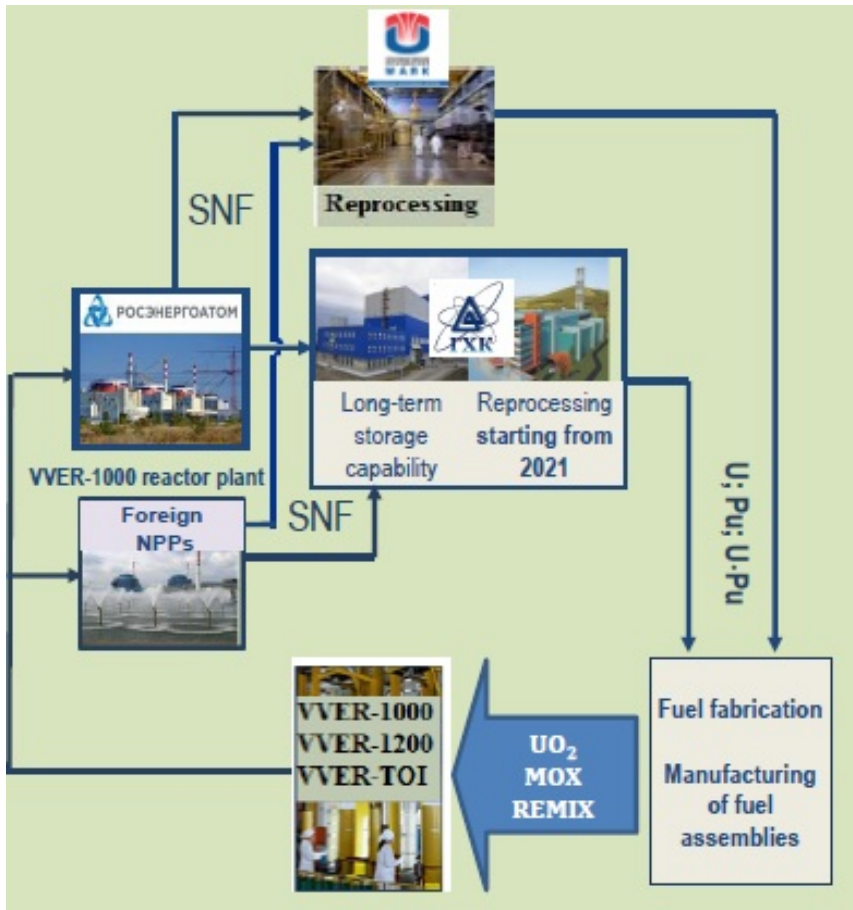 МАЯК
Reprocessing
SNF
РОСЭНЕРГОАТОМ
ГХК
Long-term
storage
capability
Reprocessing
starting from
2021
VVER-1000 reactor plant
Foreign
NPPs
SNF
U; Pu; U-Pu
VVER-1000
VVER-1200
VVER-TOI
UO₂
MOX
REMIX
Fuel fabrication
Manufacturing
of fuel
assemblies